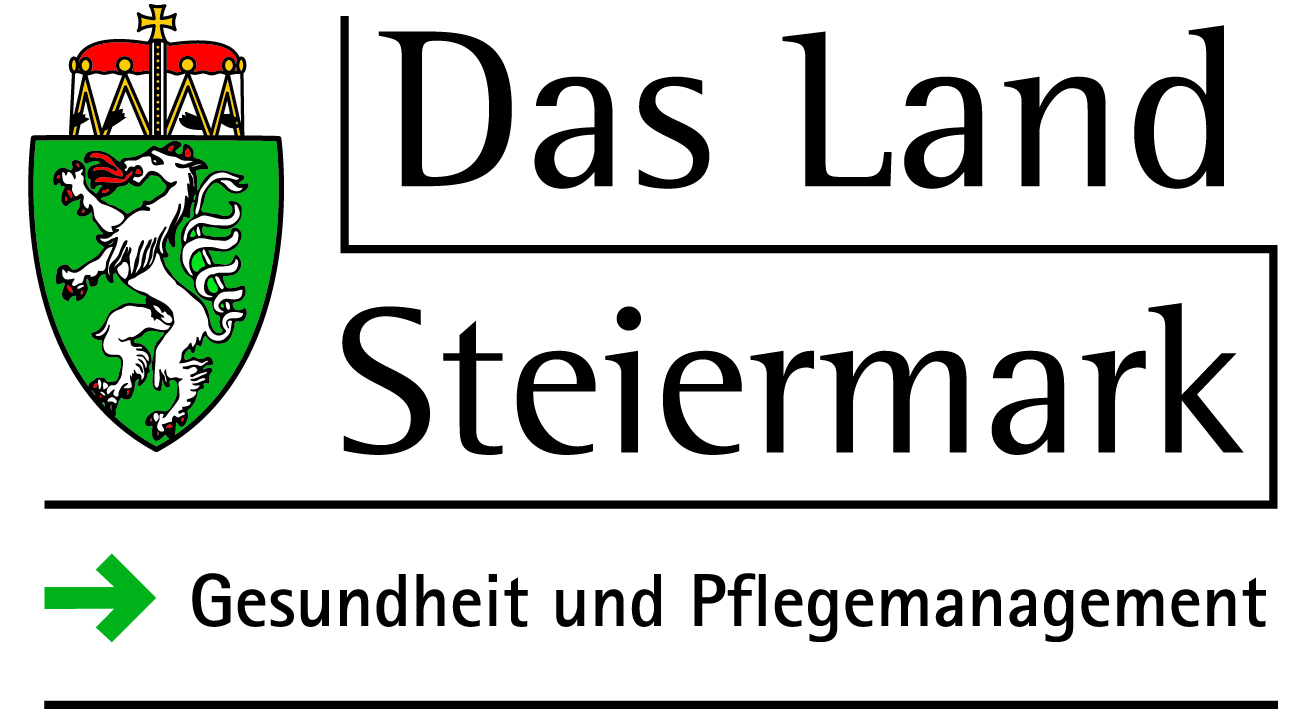 Das Land
Steiermark
Gesundheit und Pflegemanagement